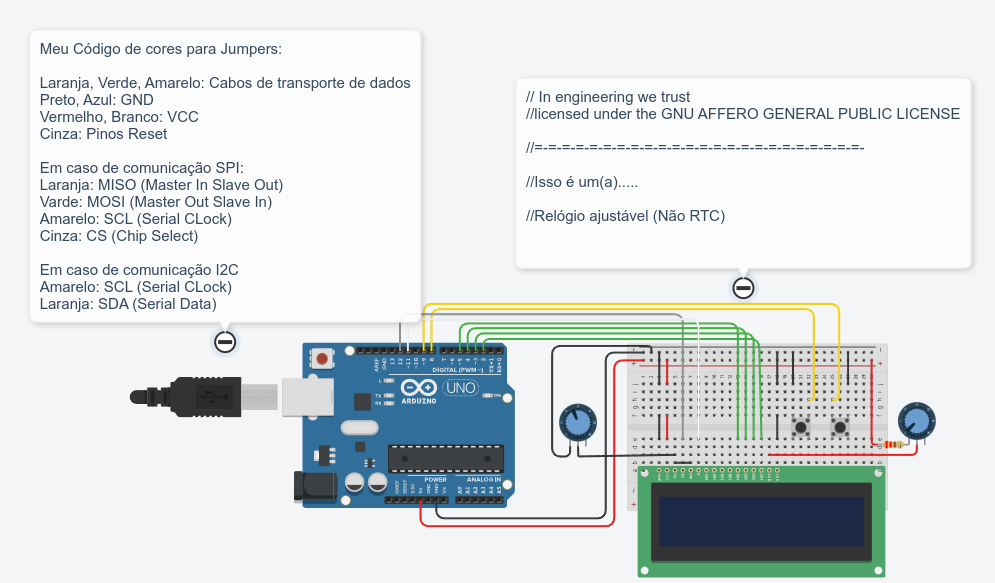 Meu Código de cores para Jumpers:
Laranja, Verde, Amarelo: Cabos de transporte de dados
Preto, Azul: GND
Vermelho, Branco: VCC
Cinza: Pinos Reset
Em caso de comunicação SPI:
Laranja: MISO (Master In Slave Out)
Varde: MOSI (Master Out Slave In)
Amarelo: SCL (Serial CLock)
Cinza: CS (Chip Select)
Em caso de comunicação I2C
Amarelo: SCL (Serial CLock)
Laranja: SDA (Serial Data)
// In engineering we trust
//licensed under the GNU AFFERO GENERAL PUBLIC LICENSE
//=-=-=-=-=-=-=-=-=-=-=-=-=-=-=-=-=-=-=-=-=-=-=-=-
//Isso é um(a).....
//Relógio ajustável (Não RTC)
DIGITAL (PWM ~)
L
TX
RX
UNO
ON
ARDUINO
POWER
ANALOG IN